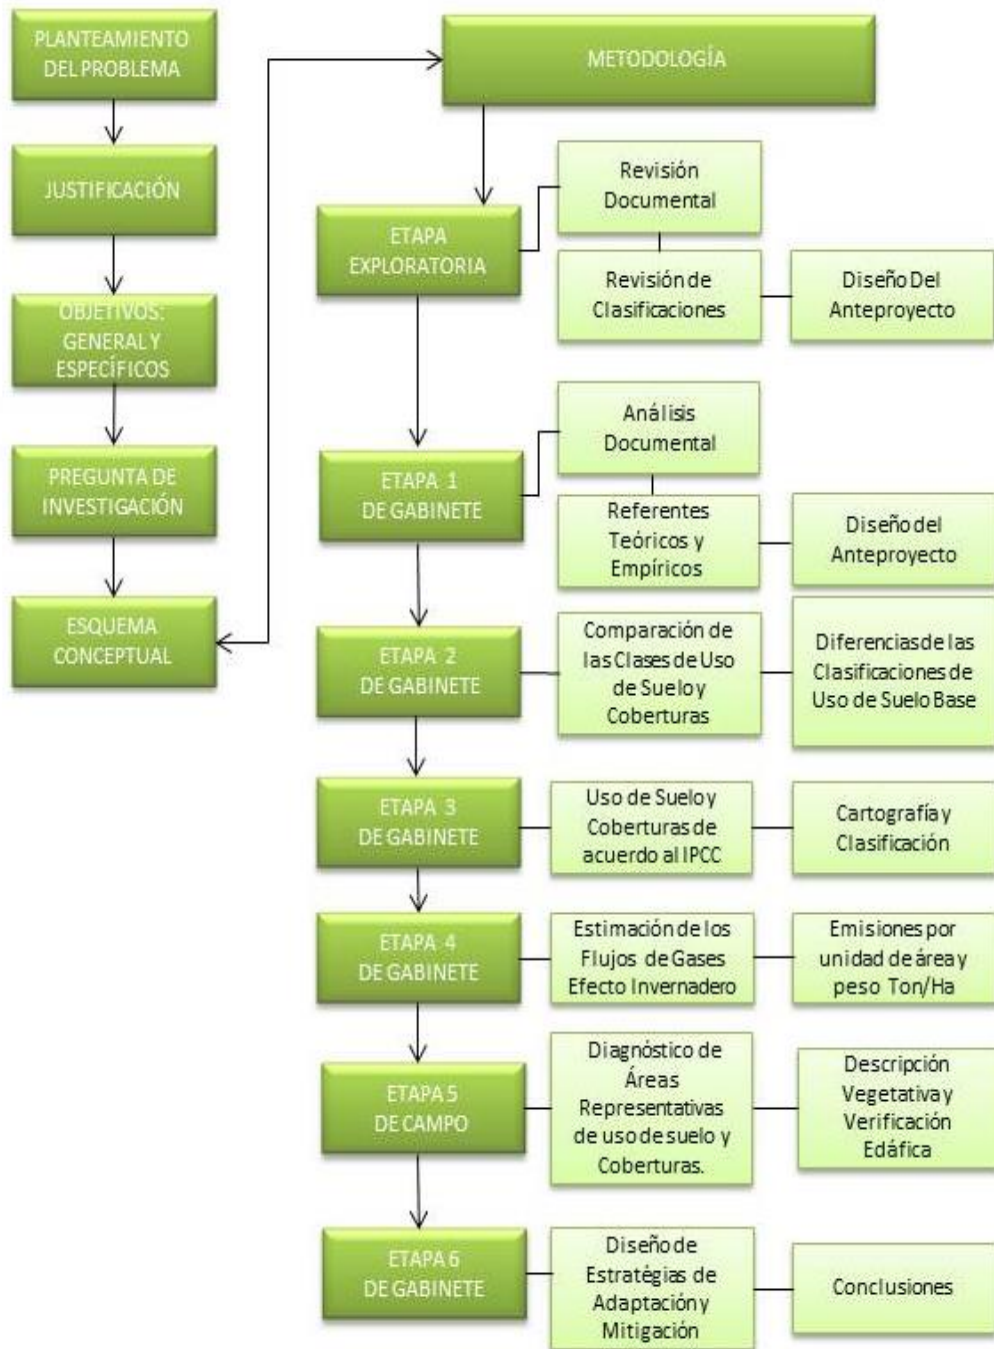 PLANTEAMIENTO
DEL PROBLEMA
JUSTIFICACIÓN
OBJETIVOS:
GENERAL Y
ESPECÍFICOS
PREGUNTA DE
INVESTIGACIÓN
ESQUEMA
CONCEPTUAL
METODOLOGÍA
ETAPA
EXPLORATORIA
Revisión
Documental
Revisión de
Clasificaciones
Diseño Del
Anteproyecto
ETAPA 1
DE GABINETE
Análisis
Documental
Referentes
Teóricos y
Empíricos
Diseño del
Anteproyecto
ETAPA 2
DE GABINETE
Comparación de
las Clases de Uso
de Suelo y
Coberturas
Diferencias de las
Clasificaciones de
Uso de Suelo Base
ETAPA 3
DE GABINETE
Uso de Suelo y
Coberturas de
acuerdo al IPCC
Cartografía y
Clasificación
ETAPA 4
DE GABINETE
Estimación de los
Flujos de Gases
Efecto Invernadero
Emisiones por
unidad de área y
peso Ton/Ha
ETAPA 5
DE CAMPO
Diagnóstico de
Áreas
Representativas
de uso de suelo y
Coberturas.
Descripción
Vegetativa y
Verificación
Edáfica
ETAPA 6
DE GABINETE
Diseño de
Estratégias de
Adaptación y
Mitigación
Conclusiones